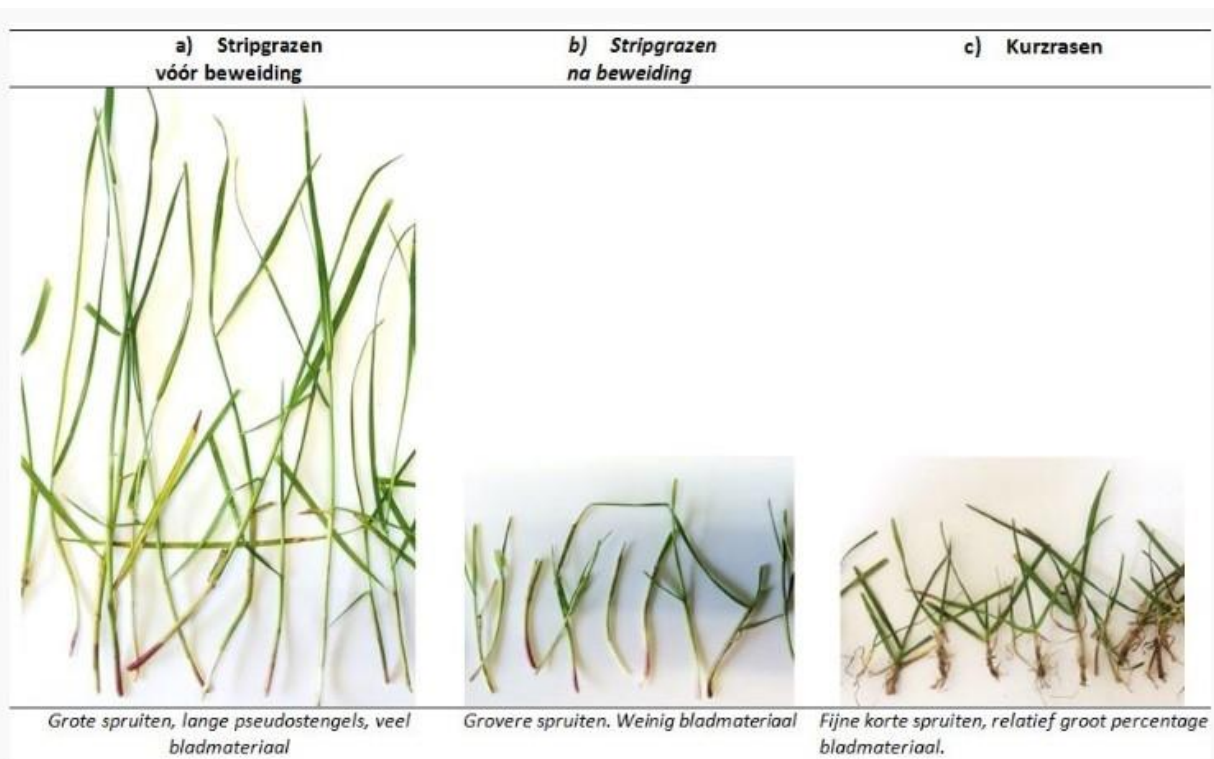 a) Stripgrazen
vóór beweiding
b) Stripgrazen
na beweiding
c) Kurzrasen
Grote spruiten, lange pseudostengels, veel
bladmateriaal
Grovere spruiten. Weinig bladmateriaal
Fijne korte spruiten, relatief groot percentage
bladmateriaal.